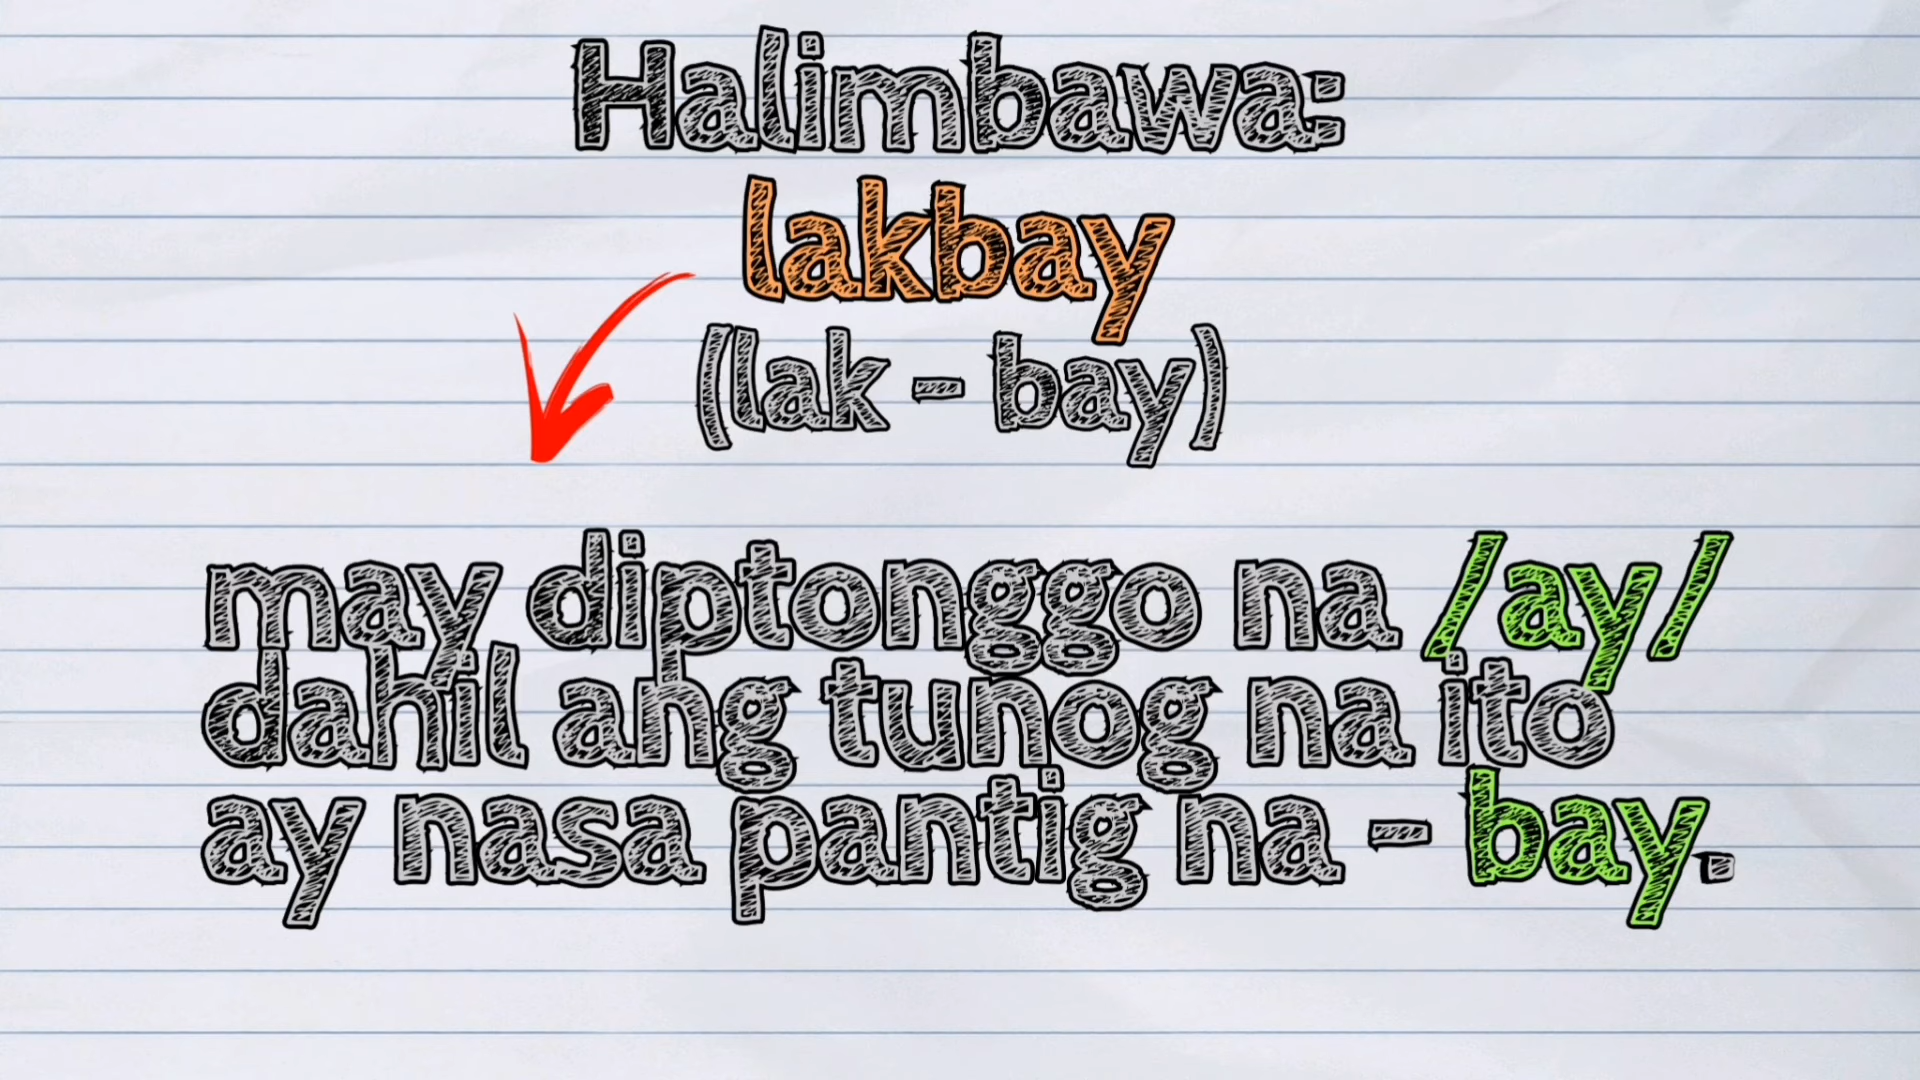 Halimbawa:
lakbay
(lak - bay)
may diptonggo na /ay/
dahil ang tunog na ito
ay nasa pantig na - bay.